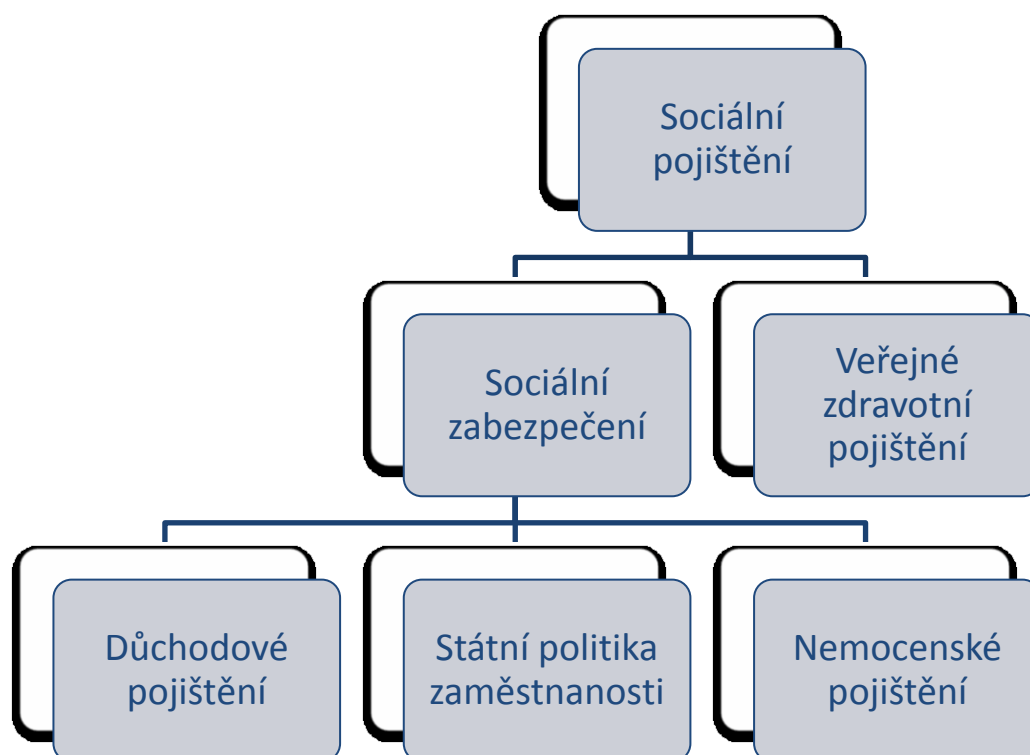 Sociální
pojištění
Sociální
zabezpečení
Veřejné
zdravotní
pojištění
Důchodové
pojištění
Státní politika
zaměstnanosti
Nemocenské
pojištění